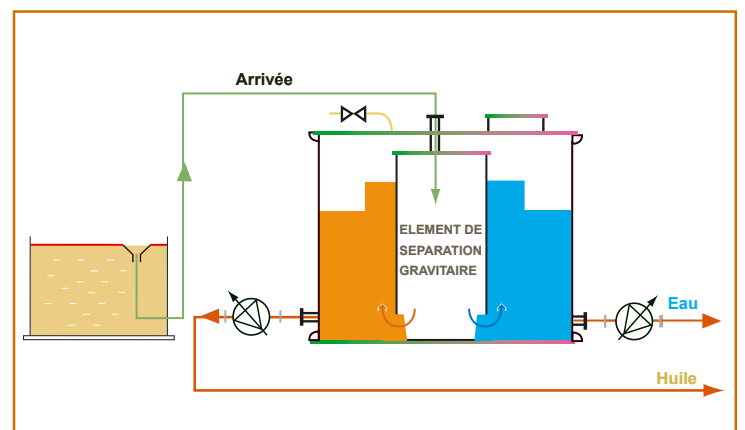 Arrivée
ELEMENT DE
SEPARATION
GRAVITAIRE
Eau
Huile